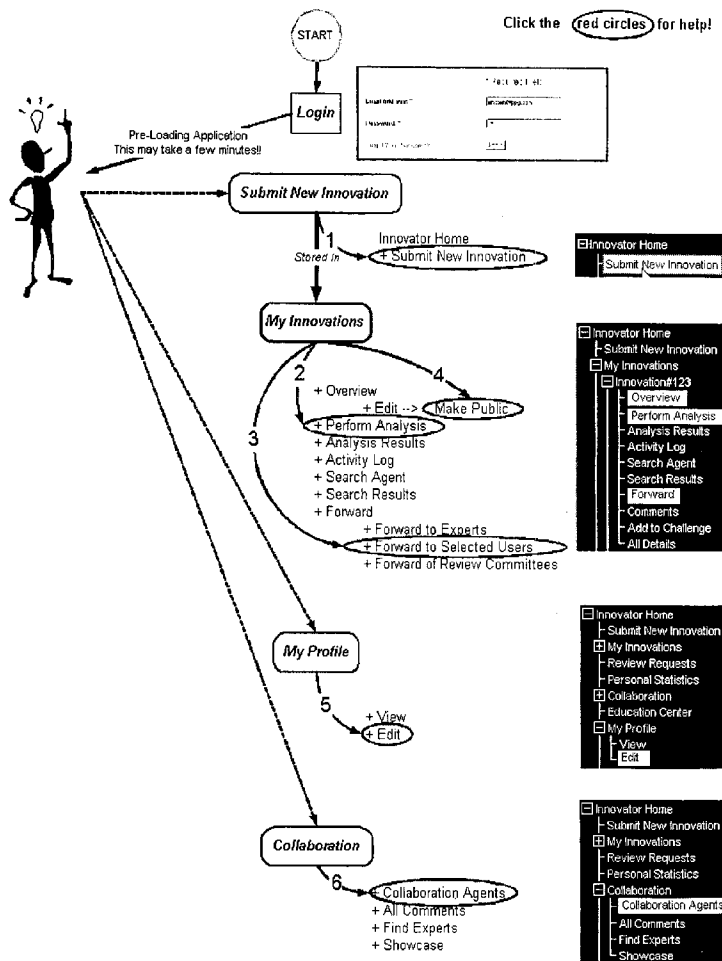 Click the red circles for help!
START
Login
Pre-Loading Application
This may take a few minutes!!
Submit New Innovation
1
Stored In
Innovator Home
+ Submit New Innovation
Innovator Home
Submit New Innovation
My Innovations
2
4
3
+ Overview
+ Edit --> Make Public
+ Perform Analysis
+ Analysis Results
+ Activity Log
+ Search Agent
+ Search Results
+ Forward
+ Forward to Experts
+ Forward to Selected Users
+ Forward of Review Committees
Innovator Home
Submit New Innovation
My Innovations
Innovation#123
Overview
Perform Analysis
Analysis Results
Activity Log
Search Agent
Search Results
Forward
Comments
Add to Challenge
All Details
My Profile
5
+ View
+ Edit
Innovator Home
Submit New Innovation
My Innovations
Review Requests
Personal Statistics
Collaboration
Education Center
My Profile
View
Edit
Collaboration
6
+ Collaboration Agents
+ All Comments
+ Find Experts
+ Showcase
Innovator Home
Submit New Innovation
My Innovations
Review Requests
Personal Statistics
Collaboration
Collaboration Agents
All Comments
Find Experts
Showcase